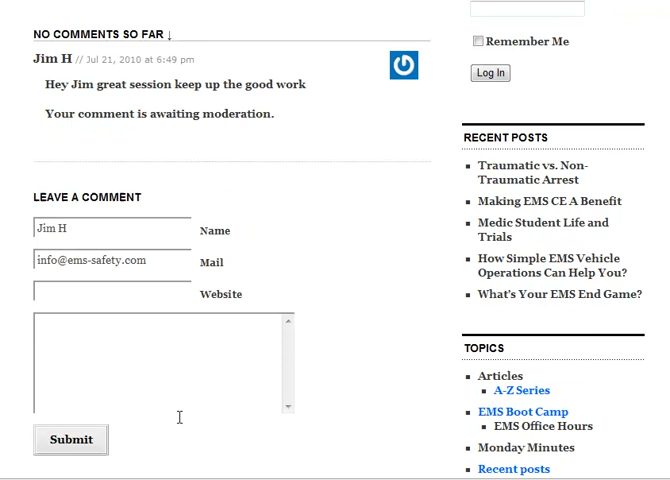 NO COMMENTS SO FAR ↓
Jim H // Jul 21, 2010 at 6:49 pm
Hey Jim great session keep up the good work
Your comment is awaiting moderation.
LEAVE A COMMENT
Jim H
Name
info@ems-safety.com
Mail
Website
Submit
Remember Me
Log In
RECENT POSTS
Traumatic vs. Non-
Traumatic Arrest
Making EMS CE A Benefit
Medic Student Life and
Trials
How Simple EMS Vehicle
Operations Can Help You?
What's Your EMS End Game?
TOPICS
Articles
A-Z Series
EMS Boot Camp
EMS Office Hours
Monday Minutes
Recent posts